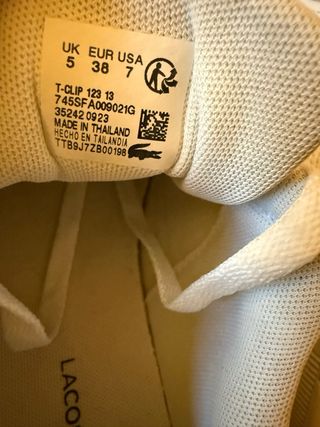 UK EUR USA
5 38 7
T-CLIP 123 13
745SFA009021G
35242 0923
MADE IN THAILAND
HECHO EN TAILANDIA
TTB9J7ZB00198
LACO